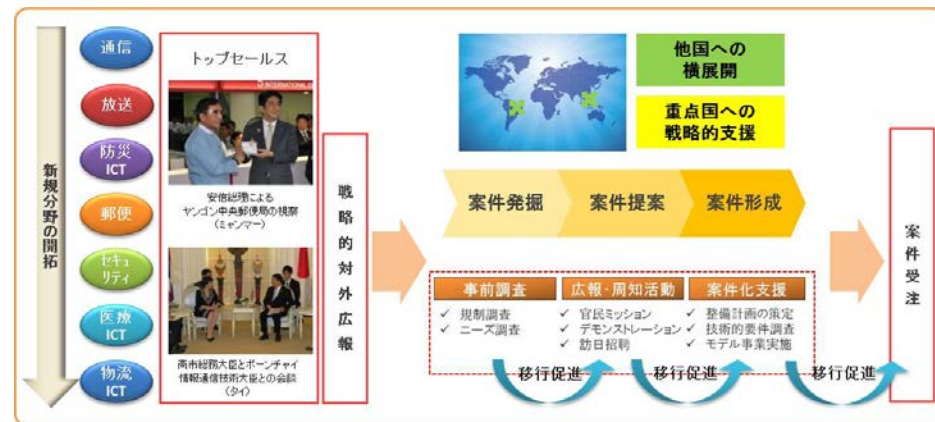 新規分野の開拓
通信
放送
防災
ICT
郵便
セキュ
リティ
医療
ICT
物流
ICT
トップセールス
安倍総理による
ヤンゴン中央郵便局の視察
(ミャンマー)
高市総務大臣とポーンチャイ
情報通信技術大臣との会談
(タイ)
戦略的対外広報
他国への
横展開
重点国への
戦略的支援
案件発掘
案件提案
案件形成
事前調査
✓ 規制調査
✓ ニーズ調査
広報・周知活動
✓ 官民ミッション
✓ デモンストレーション
✓ 訪日招聘
案件化支援
✓ 整備計画の策定
✓ 技術的要件調査
✓ モデル事業実施
移行促進
移行促進
移行促進
案件受注